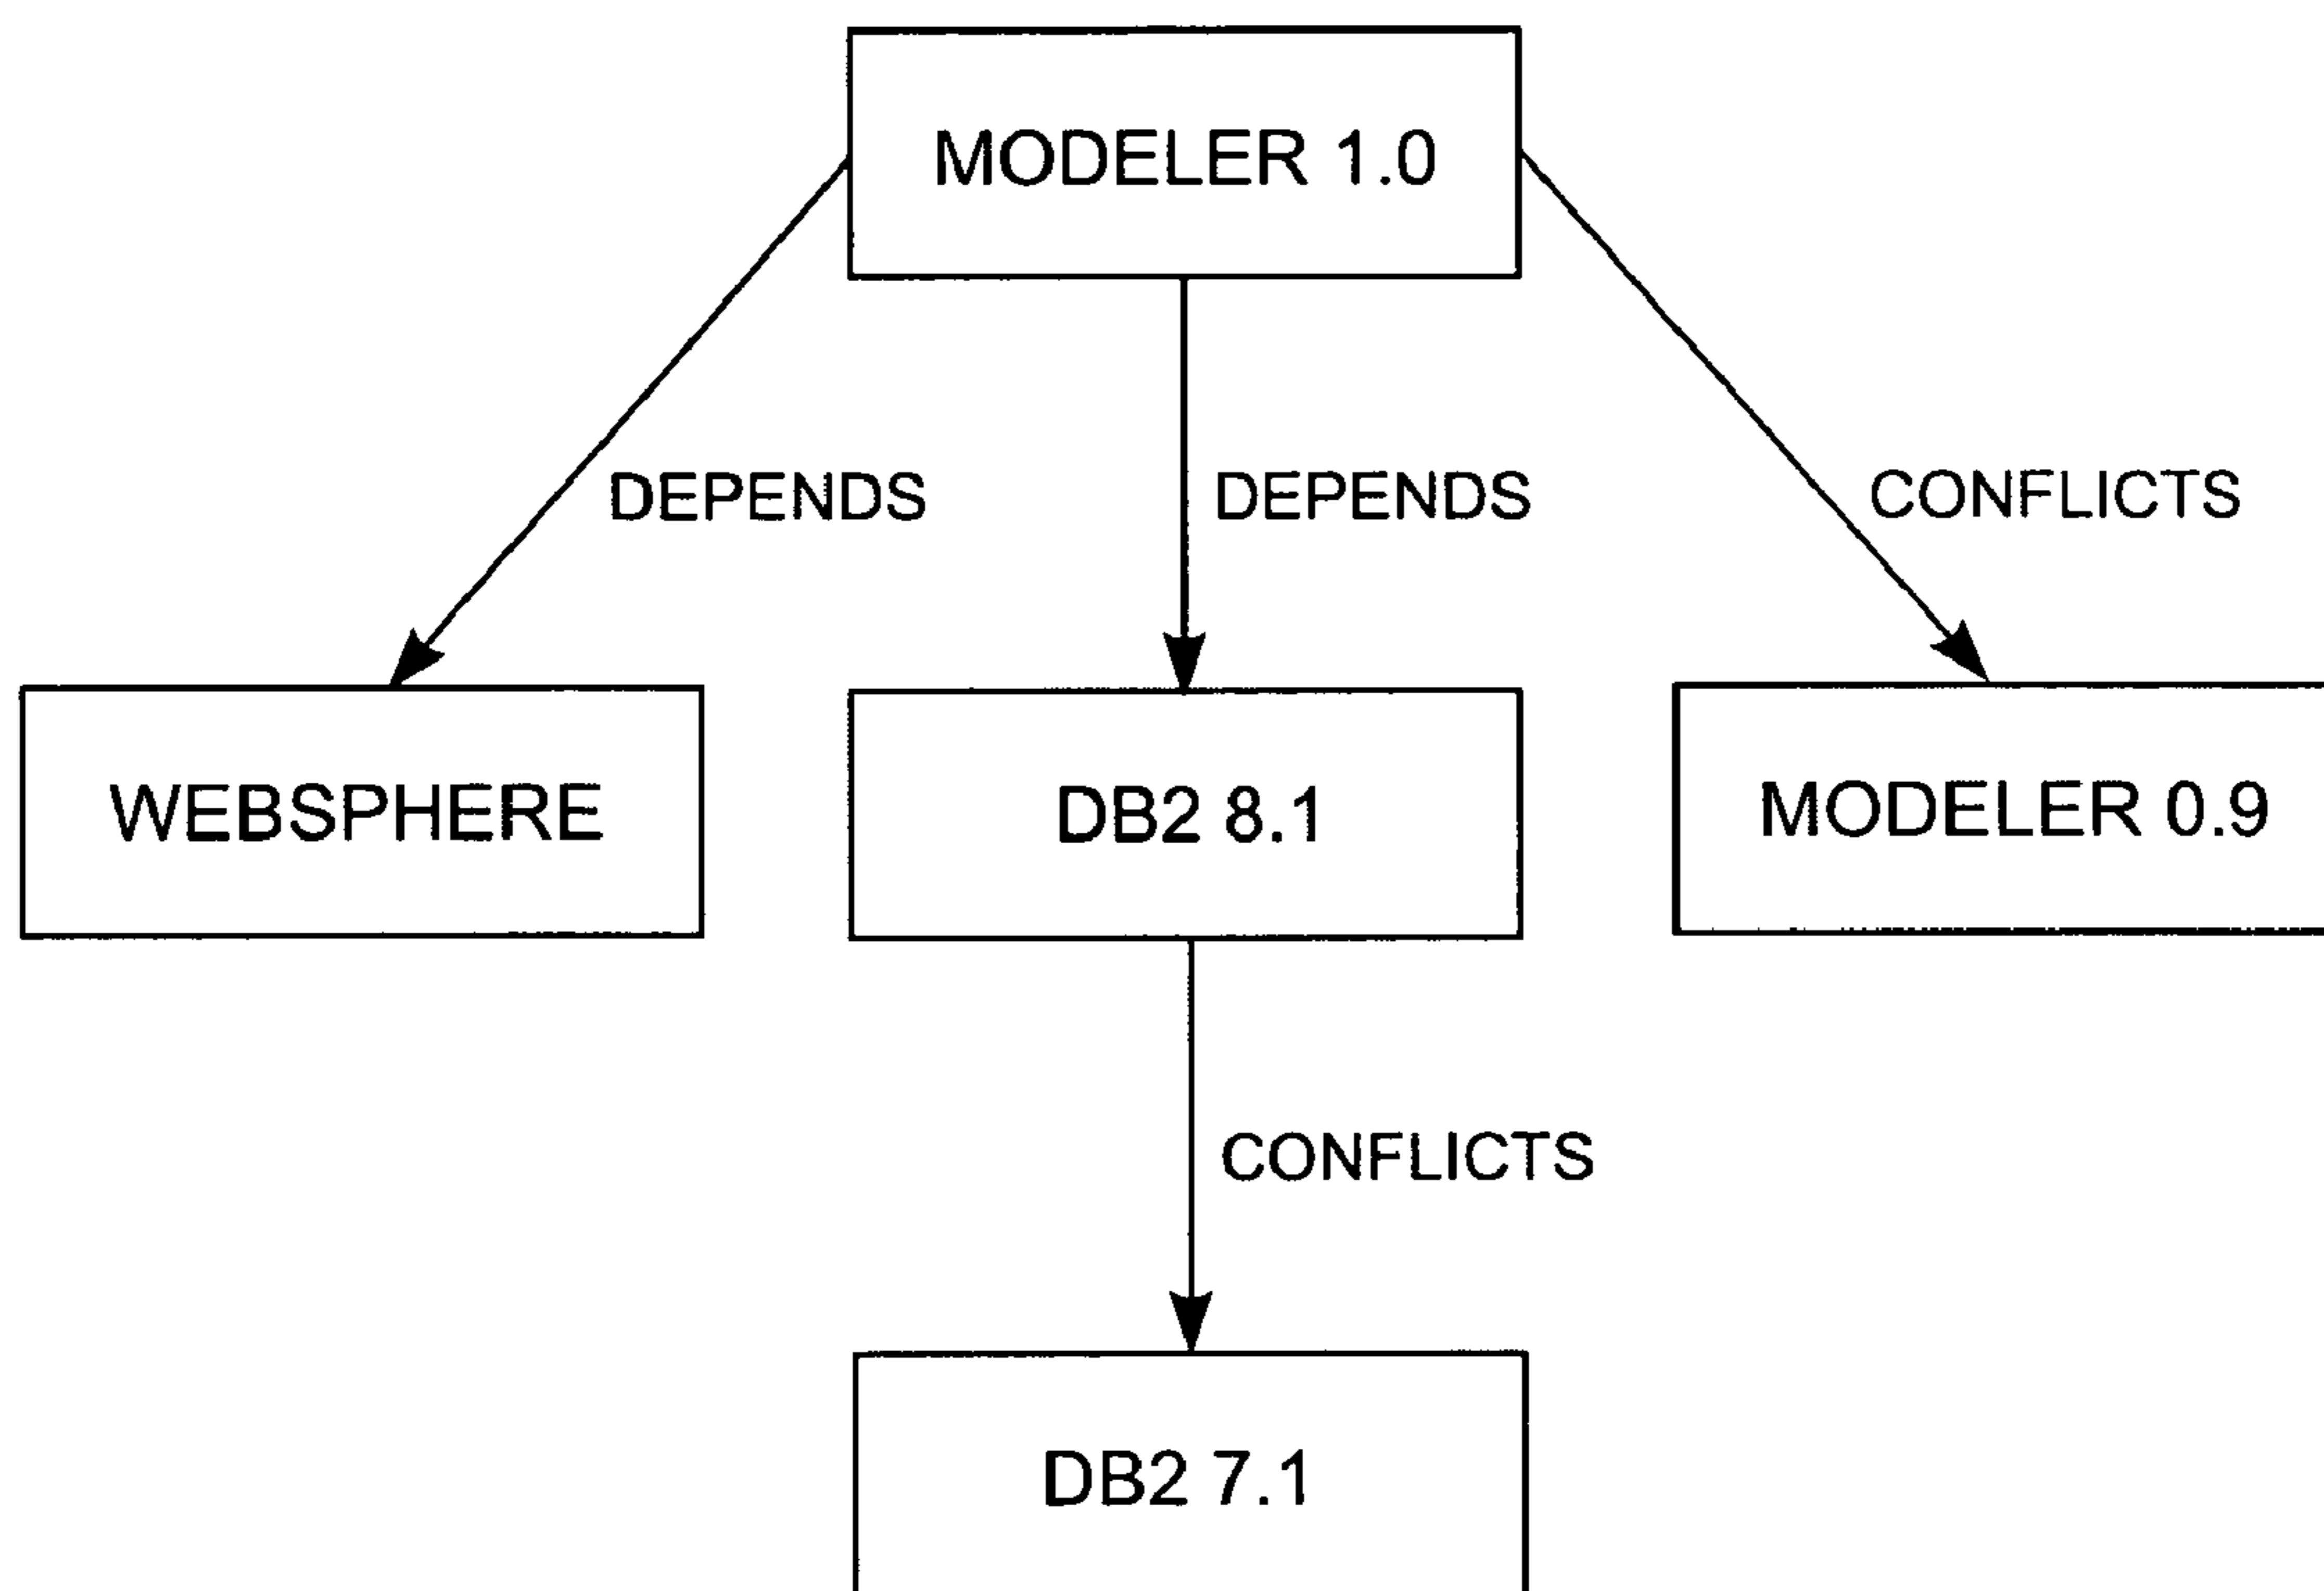 MODELER 1.0
DEPENDS
DEPENDS
CONFLICTS
WEBSPHERE
DB2 8.1
MODELER 0.9
CONFLICTS
DB2 7.1